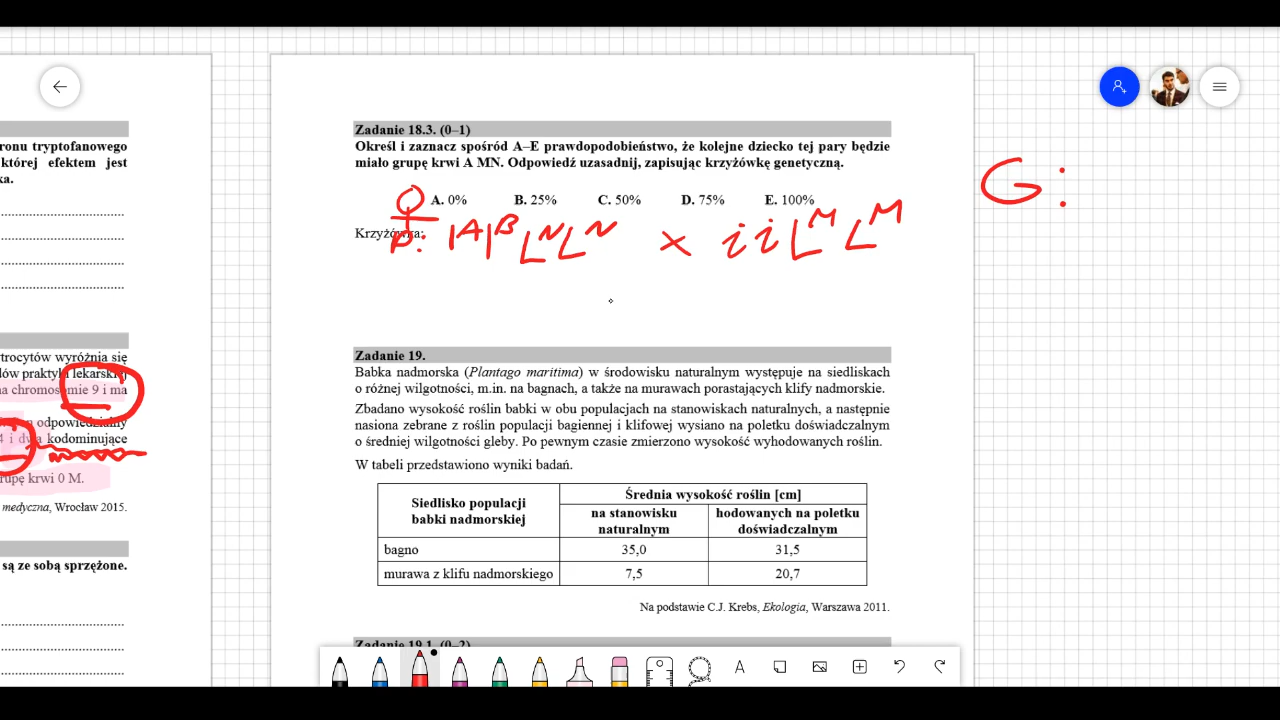 ronu tryptofanowego
której efektem jest
ka.
trocytów wyróżnia się
lów praktyki lekarskiej
na chromosomie 9 i ma
odpowiedzialny
4 i dwa kodominujące
rupę krwi 0 M.
medyczna, Wrocław 2015.
są ze sobą sprzężone.
Zadanie 18.3. (0–1)
Określ i zaznacz spośród A–E prawdopodobieństwo, że kolejne dziecko tej pary będzie
miało grupę krwi A MN. Odpowiedź uzasadnij, zapisując krzyżówkę genetyczną.
A. 0% B. 25% C. 50% D. 75% E. 100%
Krzyżówka:
♀
P: I^A I^B L^N L^N x i i L^M L^M
G:
Zadanie 19.
Babka nadmorska (Plantago maritima) w środowisku naturalnym występuje na siedliskach
o różnej wilgotności, m.in. na bagnach, a także na murawach porastających klify nadmorskie.
Zbadano wysokość roślin babki w obu populacjach na stanowiskach naturalnych, a następnie
nasiona zebrane z roślin populacji bagiennej i klifowej wysiano na poletku doświadczalnym
o średniej wilgotności gleby. Po pewnym czasie zmierzono wysokość wyhodowanych roślin.
W tabeli przedstawiono wyniki badań.
Siedlisko populacji
babki nadmorskiej
Średnia wysokość roślin [cm]
na stanowisku
naturalnym
hodowanych na poletku
doświadczalnym
bagno 35,0 31,5
murawa z klifu nadmorskiego 7,5 20,7
Na podstawie C.J. Krebs, Ekologia, Warszawa 2011.
Zadanie 19.1. (0–2)
A